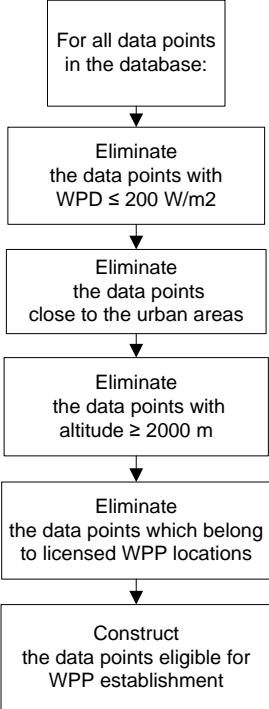 For all data points
in the database:
Eliminate
the data points with
WPD ≤ 200 W/m2
Eliminate
the data points
close to the urban areas
Eliminate
the data points with
altitude ≥ 2000 m
Eliminate
the data points which belong
to licensed WPP locations
Construct
the data points eligible for
WPP establishment